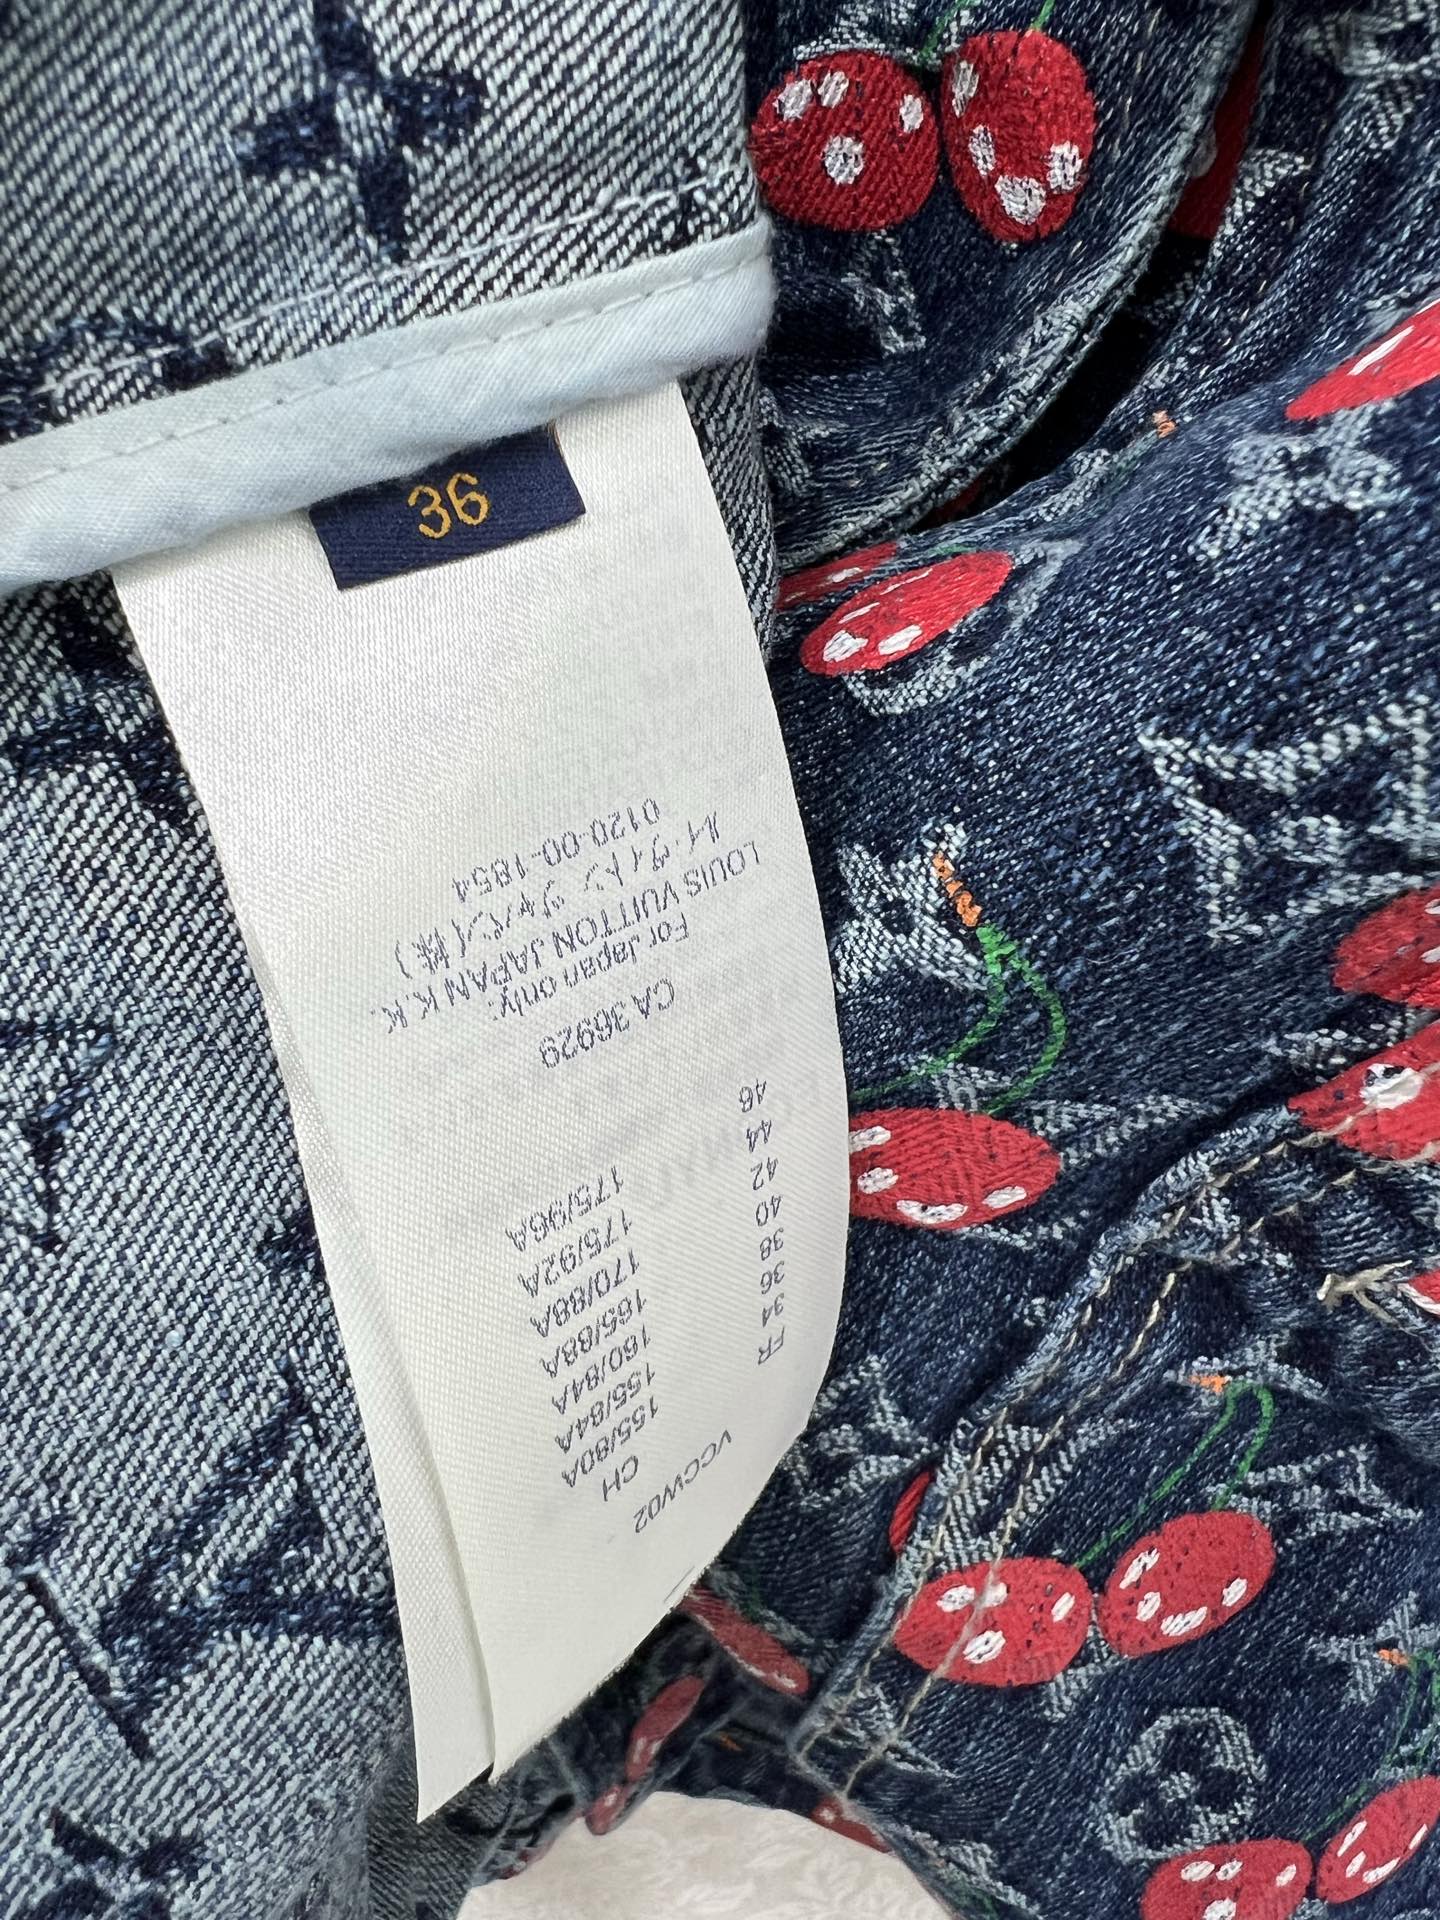 36
VCCW02
FR CH
34 155/80A
36 155/84A
38 160/84A
40 165/88A
42 170/88A
44 175/92A
46 175/96A
CA 36929
For Japan only:
LOUIS VUITTON JAPAN K.K.
ルイ・ヴィトン ジャパン(株)
0120-00-1854